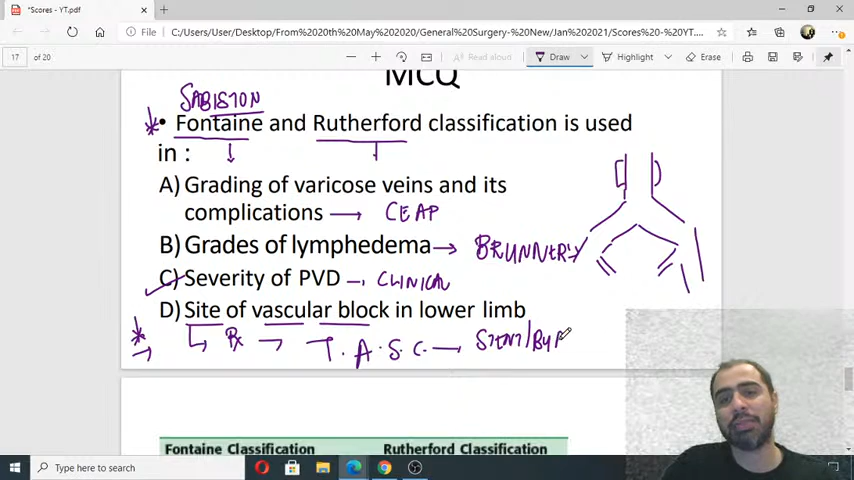 *Scores - YT.pdf
File
C:/Users/User/Desktop/From%2020th%20May%202020/General%20Surgery-%20New/Jan%202021/Scores%20-%20YT....
17 of 20
Read aloud
Draw
Highlight
Erase
MCQ
SABISTON
• Fontaine and Rutherford classification is used
in :
A) Grading of varicose veins and its
complications → CEAP
B) Grades of lymphedema → BRUNNER'S
C) Severity of PVD → CLINICAL
D) Site of vascular block in lower limb
→ Rx → T.A.S.C. → STENT/BYP
Fontaine Classification Rutherford Classification
Type here to search